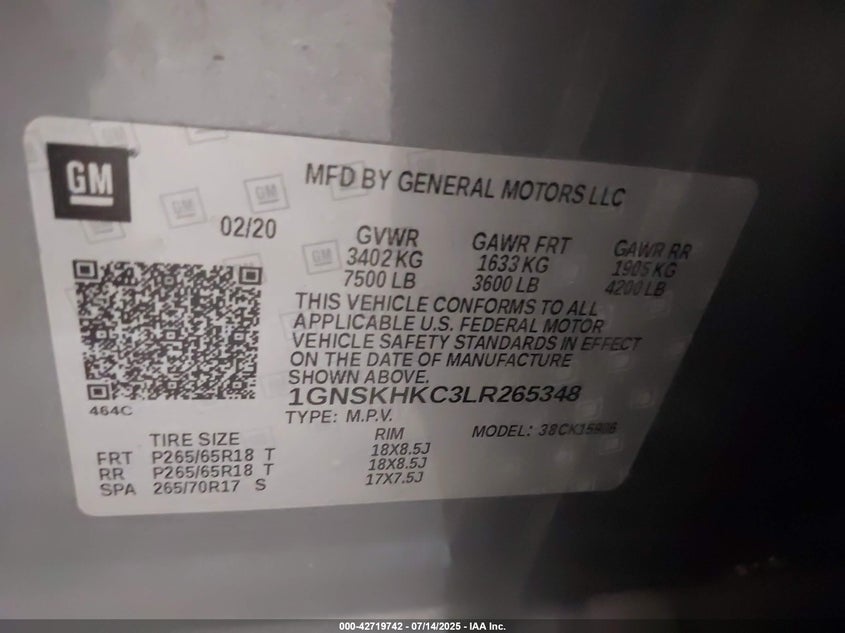 GM
MFD BY GENERAL MOTORS LLC
02/20
GVWR GAWR FRT GAWR RR
3402 KG 1633 KG 1905 KG
7500 LB 3600 LB 4200 LB
THIS VEHICLE CONFORMS TO ALL
APPLICABLE U.S. FEDERAL MOTOR
VEHICLE SAFETY STANDARDS IN EFFECT
ON THE DATE OF MANUFACTURE
SHOWN ABOVE.
1GNSKHKC3LR265348
464C
TYPE: M.P.V. MODEL: 38CK15906
TIRE SIZE RIM
FRT P265/65R18 T 18X8.5J
RR P265/65R18 T 18X8.5J
SPA 265/70R17 S 17X7.5J
000-42719742 - 07/14/2025 - IAA Inc.